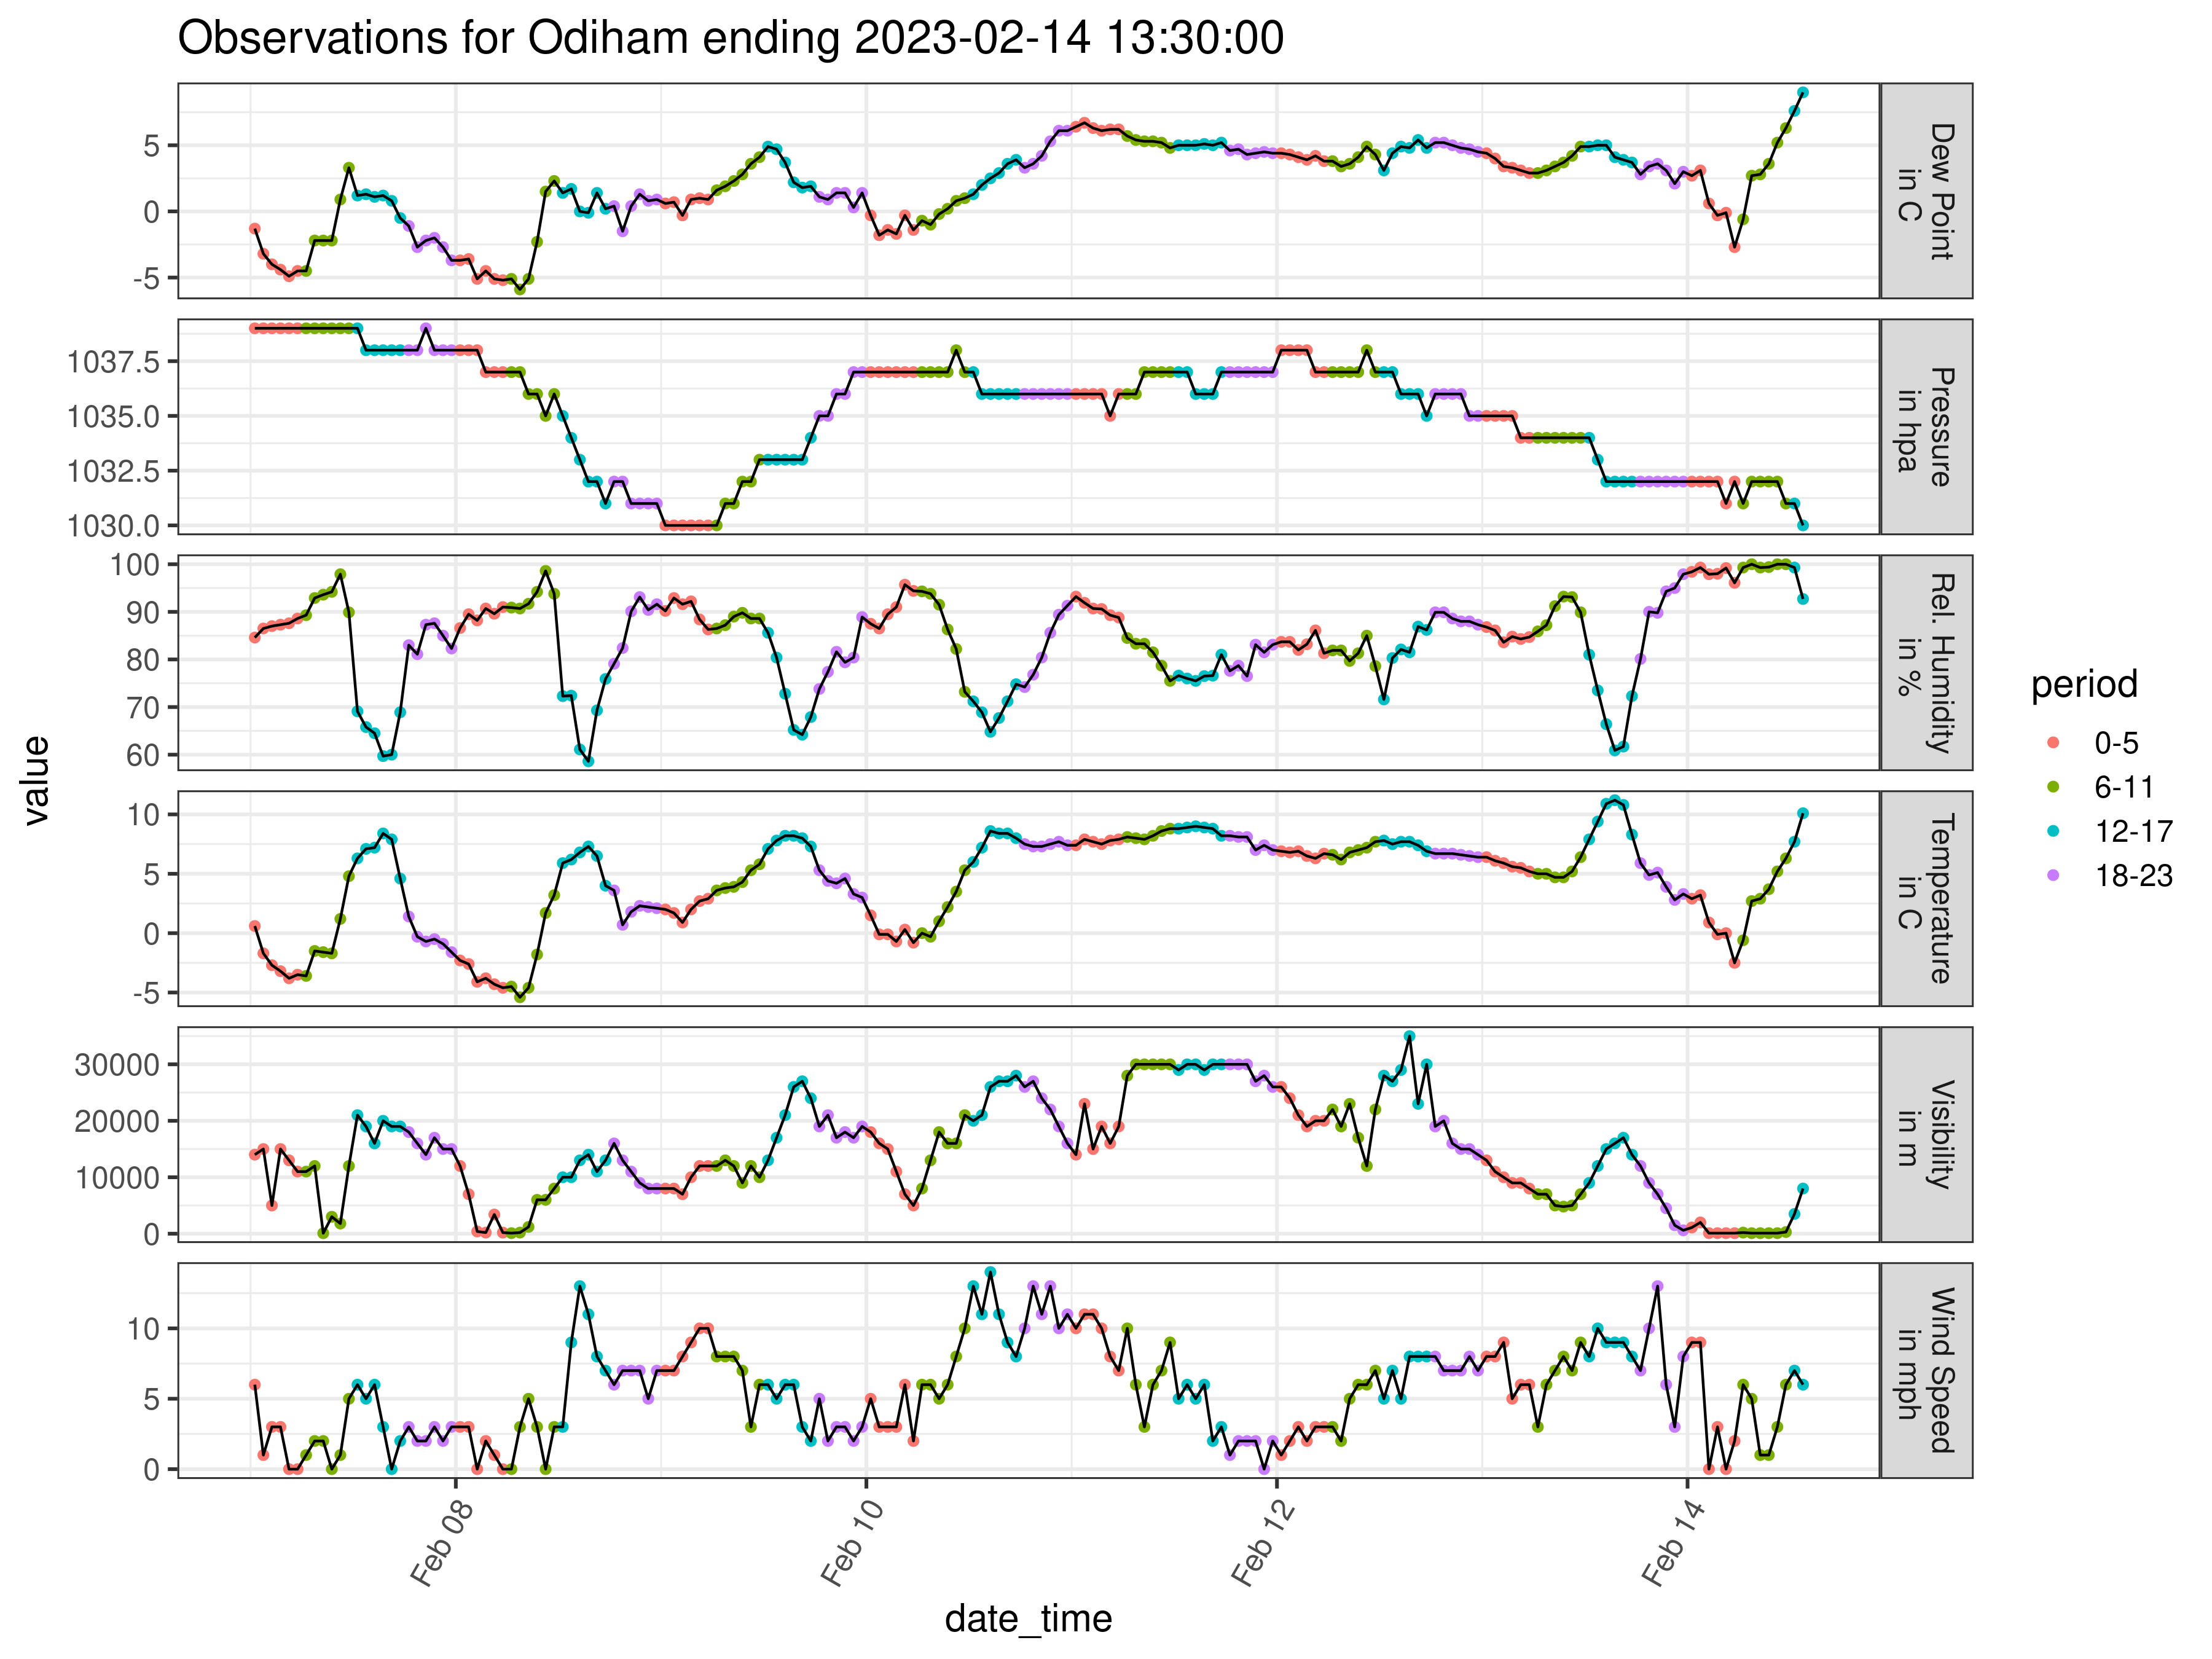 Observations for Odiham ending 2023-02-14 13:30:00
value
5
0
-5
Dew Point
in C
1037.5
1035.0
1032.5
1030.0
Pressure
in hpa
100
90
80
70
60
Rel. Humidity
in %
10
5
0
-5
Temperature
in C
30000
20000
10000
0
Visibility
in m
10
5
0
Wind Speed
in mph
Feb 08
Feb 10
Feb 12
Feb 14
date_time
period
0-5
6-11
12-17
18-23